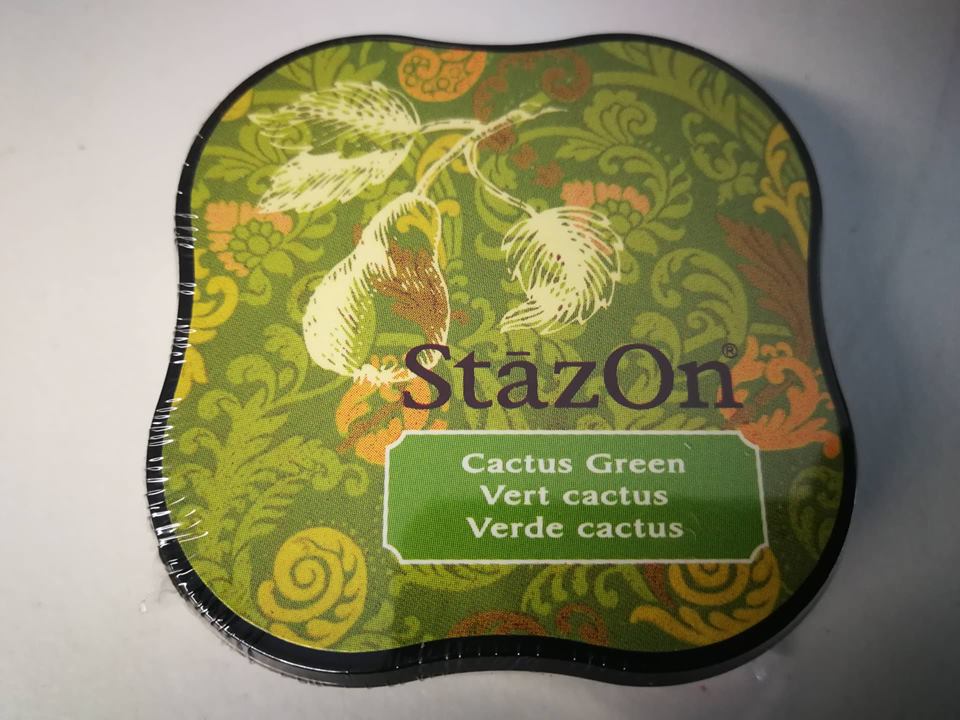 StāzOn®
Cactus Green
Vert cactus
Verde cactus